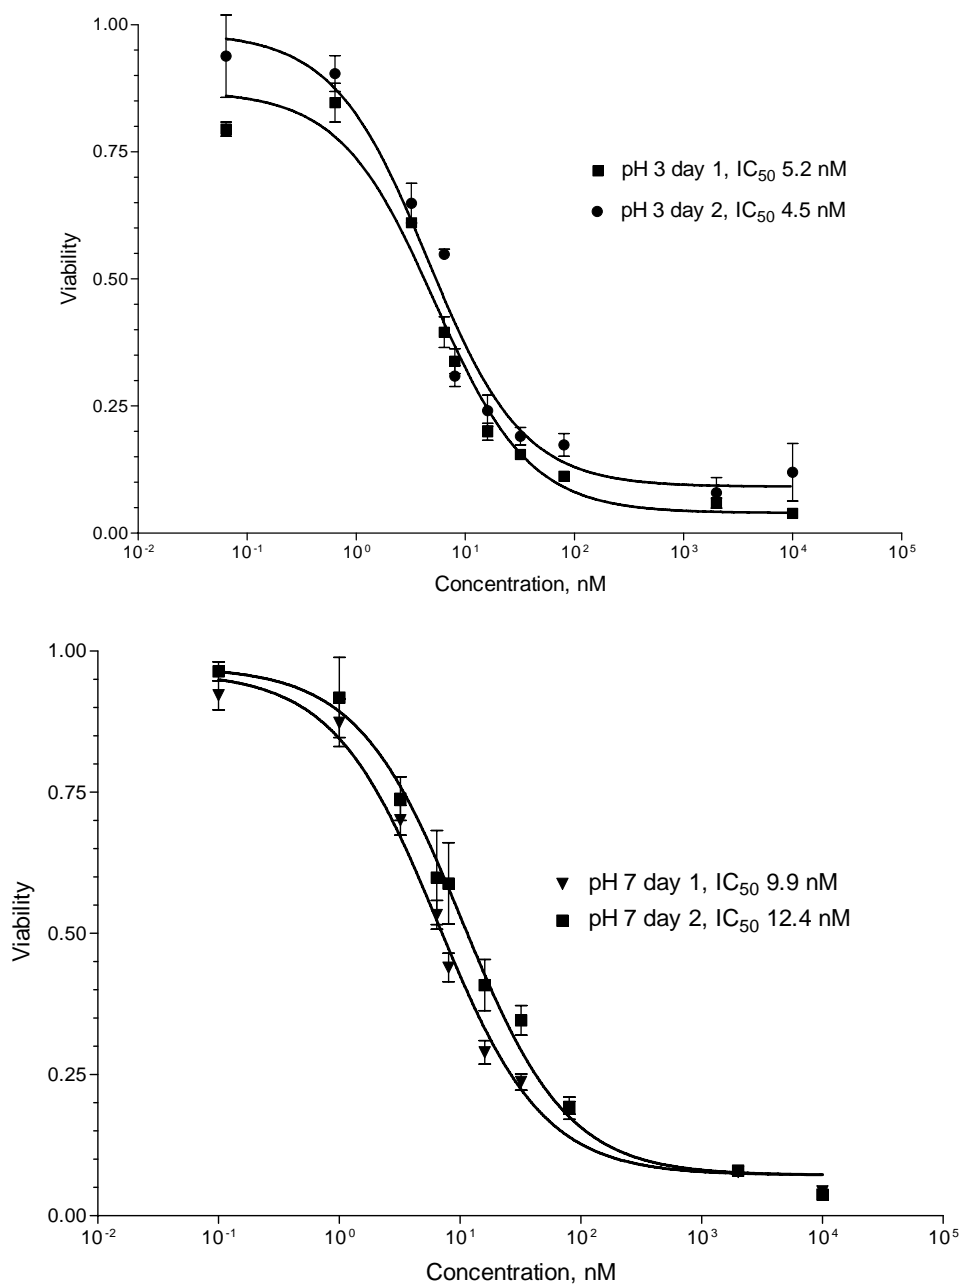 1.00
0.75
0.50
0.25
0.00
Viability
pH 3 day 1, IC50 5.2 nM
pH 3 day 2, IC50 4.5 nM
10-2 10-1 100 101 102 103 104 105
Concentration, nM
1.00
0.75
0.50
0.25
0.00
Viability
pH 7 day 1, IC50 9.9 nM
pH 7 day 2, IC50 12.4 nM
10-2 10-1 100 101 102 103 104 105
Concentration, nM